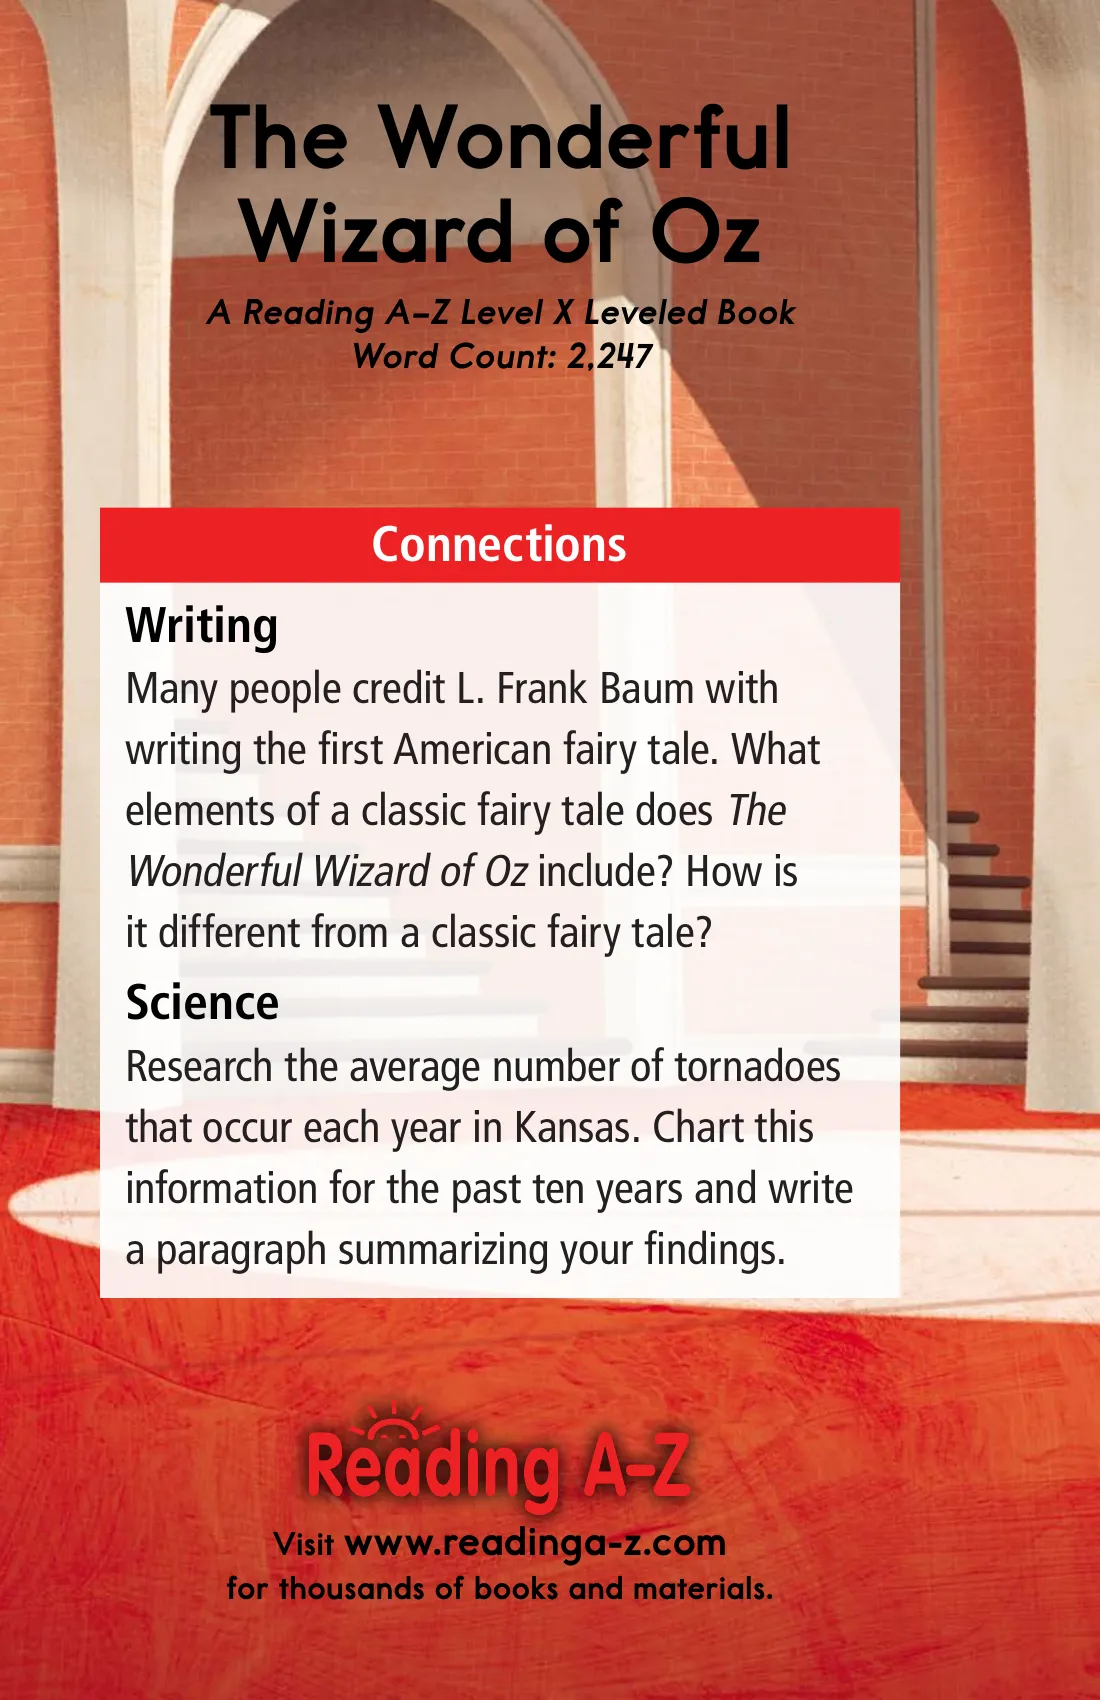 The Wonderful
Wizard of Oz
A Reading A–Z Level X Leveled Book
Word Count: 2,247
Connections
Writing
Many people credit L. Frank Baum with
writing the first American fairy tale. What
elements of a classic fairy tale does The
Wonderful Wizard of Oz include? How is
it different from a classic fairy tale?
Science
Research the average number of tornadoes
that occur each year in Kansas. Chart this
information for the past ten years and write
a paragraph summarizing your findings.
Reading A–Z
Visit www.readinga-z.com
for thousands of books and materials.